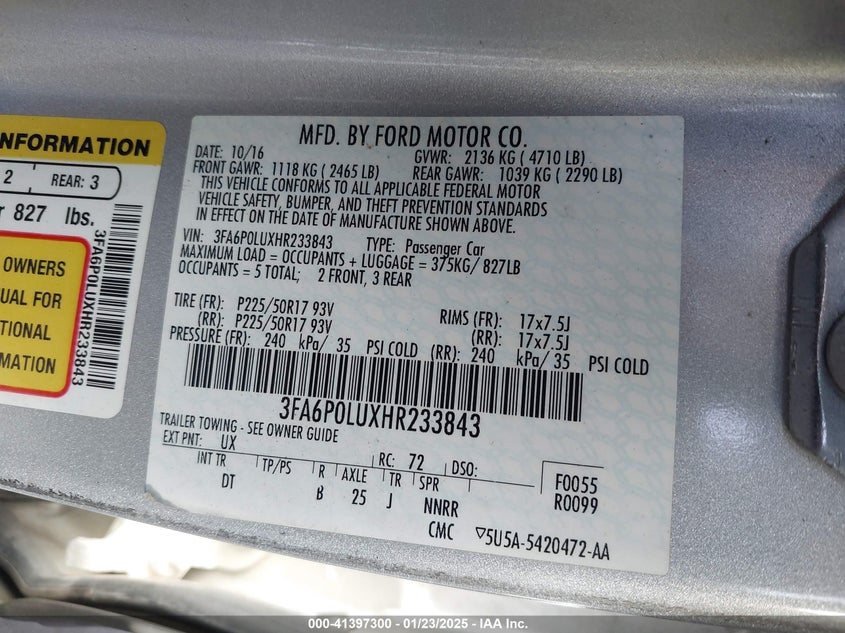 NFORMATION
2 REAR: 3
827 lbs.
OWNERS
UAL FOR
TIONAL
MATION
3FA6P0LUXHR233843
MFD. BY FORD MOTOR CO.
DATE: 10/16 GVWR: 2136 KG ( 4710 LB)
FRONT GAWR: 1118 KG ( 2465 LB) REAR GAWR: 1039 KG ( 2290 LB)
THIS VEHICLE CONFORMS TO ALL APPLICABLE FEDERAL MOTOR
VEHICLE SAFETY, BUMPER, AND THEFT PREVENTION STANDARDS
IN EFFECT ON THE DATE OF MANUFACTURE SHOWN ABOVE.
VIN: 3FA6P0LUXHR233843 TYPE: Passenger Car
MAXIMUM LOAD = OCCUPANTS + LUGGAGE = 375KG/ 827LB
OCCUPANTS = 5 TOTAL; 2 FRONT, 3 REAR
TIRE (FR): P225/50R17 93V RIMS (FR): 17x7.5J
(RR): P225/50R17 93V (RR): 17x7.5J
PRESSURE (FR): 240 kPa/ 35 PSI COLD (RR): 240 kPa/ 35 PSI COLD
3FA6P0LUXHR233843
TRAILER TOWING - SEE OWNER GUIDE
EXT PNT: UX RC: 72 DSO: F0055
INT TR TP/PS R AXLE TR SPR R0099
DT B 25 J NNRR
CMC ▽5U5A-5420472-AA
000-41397300 - 01/23/2025 - IAA Inc.